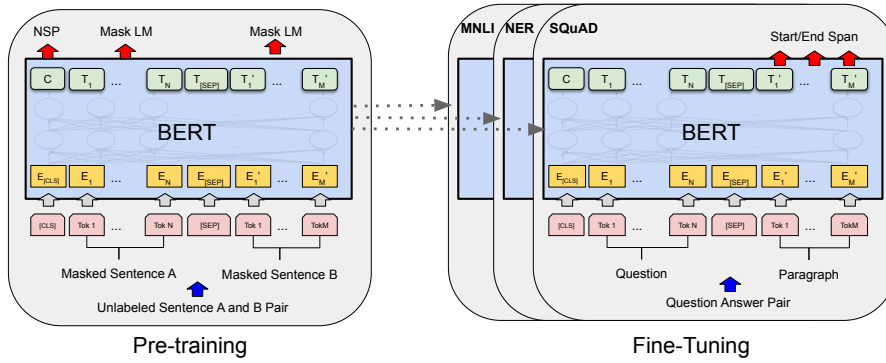 NSP Mask LM Mask LM
C T1 ... TN T[SEP] T1' ... TM'
BERT
E[CLS] E1 ... EN E[SEP] E1' ... EM'
[CLS] Tok 1 ... Tok N [SEP] Tok 1 ... TokM
Masked Sentence A Masked Sentence B
Unlabeled Sentence A and B Pair
Pre-training
MNLI NER SQuAD
Start/End Span
C T1 ... TN T[SEP] T1' ... TM'
BERT
E[CLS] E1 ... EN E[SEP] E1' ... EM'
[CLS] Tok 1 ... Tok N [SEP] Tok 1 ... TokM
Question Paragraph
Question Answer Pair
Fine-Tuning